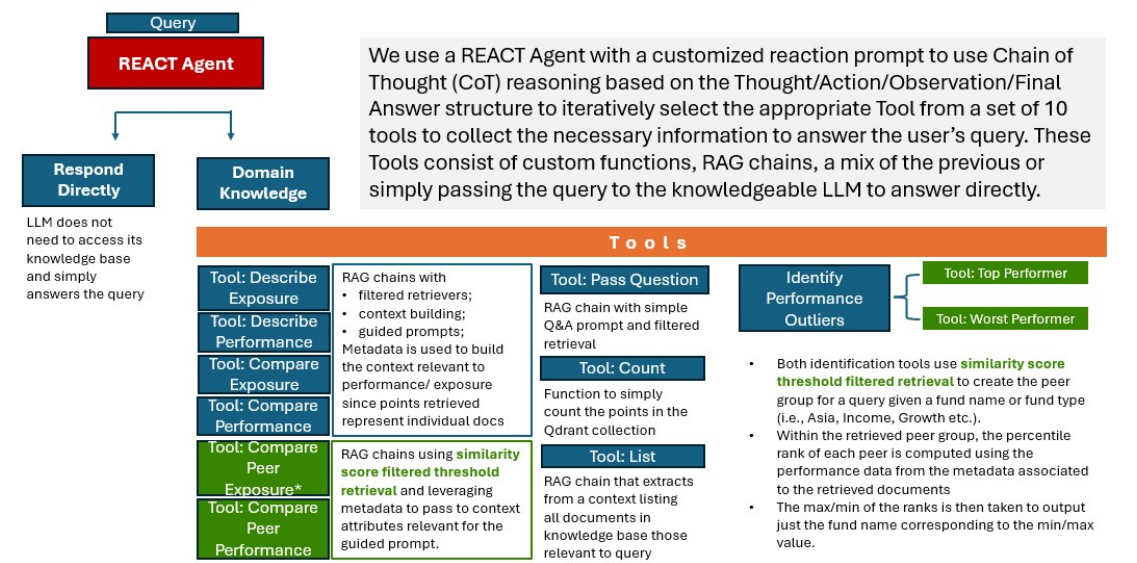 Query
REACT Agent
We use a REACT Agent with a customized reaction prompt to use Chain of
Thought (CoT) reasoning based on the Thought/Action/Observation/Final
Answer structure to iteratively select the appropriate Tool from a set of 10
tools to collect the necessary information to answer the user's query. These
Tools consist of custom functions, RAG chains, a mix of the previous or
simply passing the query to the knowledgeable LLM to answer directly.
Respond
Directly
LLM does not
need to access its
knowledge base
and simply
answers the query
Domain
Knowledge
Tools
Tool: Describe
Exposure
Tool: Describe
Performance
Tool: Compare
Exposure
Tool: Compare
Performance
RAG chains with
• filtered retrievers;
• context building;
• guided prompts;
Metadata is used to build
the context relevant to
performance/ exposure
since points retrieved
represent individual docs
Tool: Compare
Peer
Exposure*
Tool: Compare
Peer
Performance
RAG chains using similarity
score filtered threshold
retrieval and leveraging
metadata to pass to context
attributes relevant for the
guided prompt.
Tool: Pass Question
RAG chain with simple
Q&A prompt and filtered
retrieval
Tool: Count
Function to simply
count the points in the
Qdrant collection
Tool: List
RAG chain that extracts
from a context listing
all documents in
knowledge base those
relevant to query
Identify
Performance
Outliers
Tool: Top Performer
Tool: Worst Performer
• Both identification tools use similarity score
threshold filtered retrieval to create the peer
group for a query given a fund name or fund type
(i.e., Asia, Income, Growth etc.).
• Within the retrieved peer group, the percentile
rank of each peer is computed using the
performance data from the metadata associated
to the retrieved documents
• The max/min of the ranks is then taken to output
just the fund name corresponding to the min/max
value.